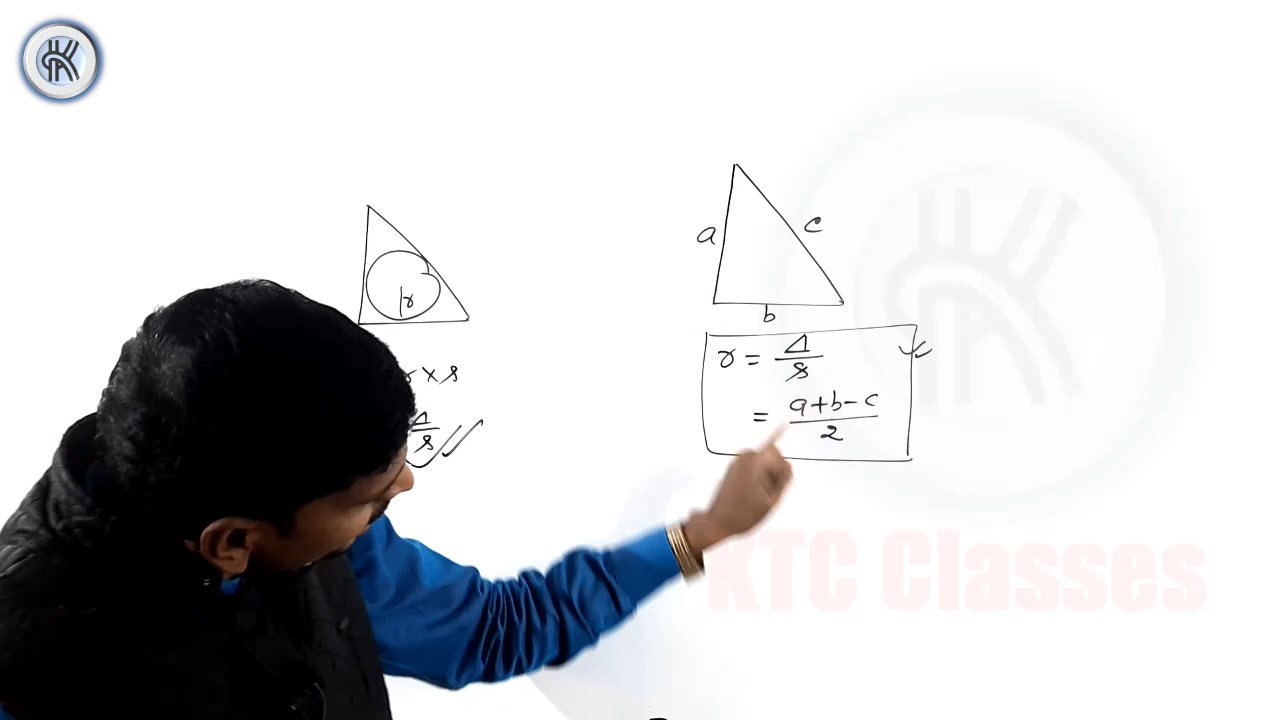 r
r × s
Δ/s
a
c
b
r = Δ/s
= (a+b-c)/2
KTC Classes